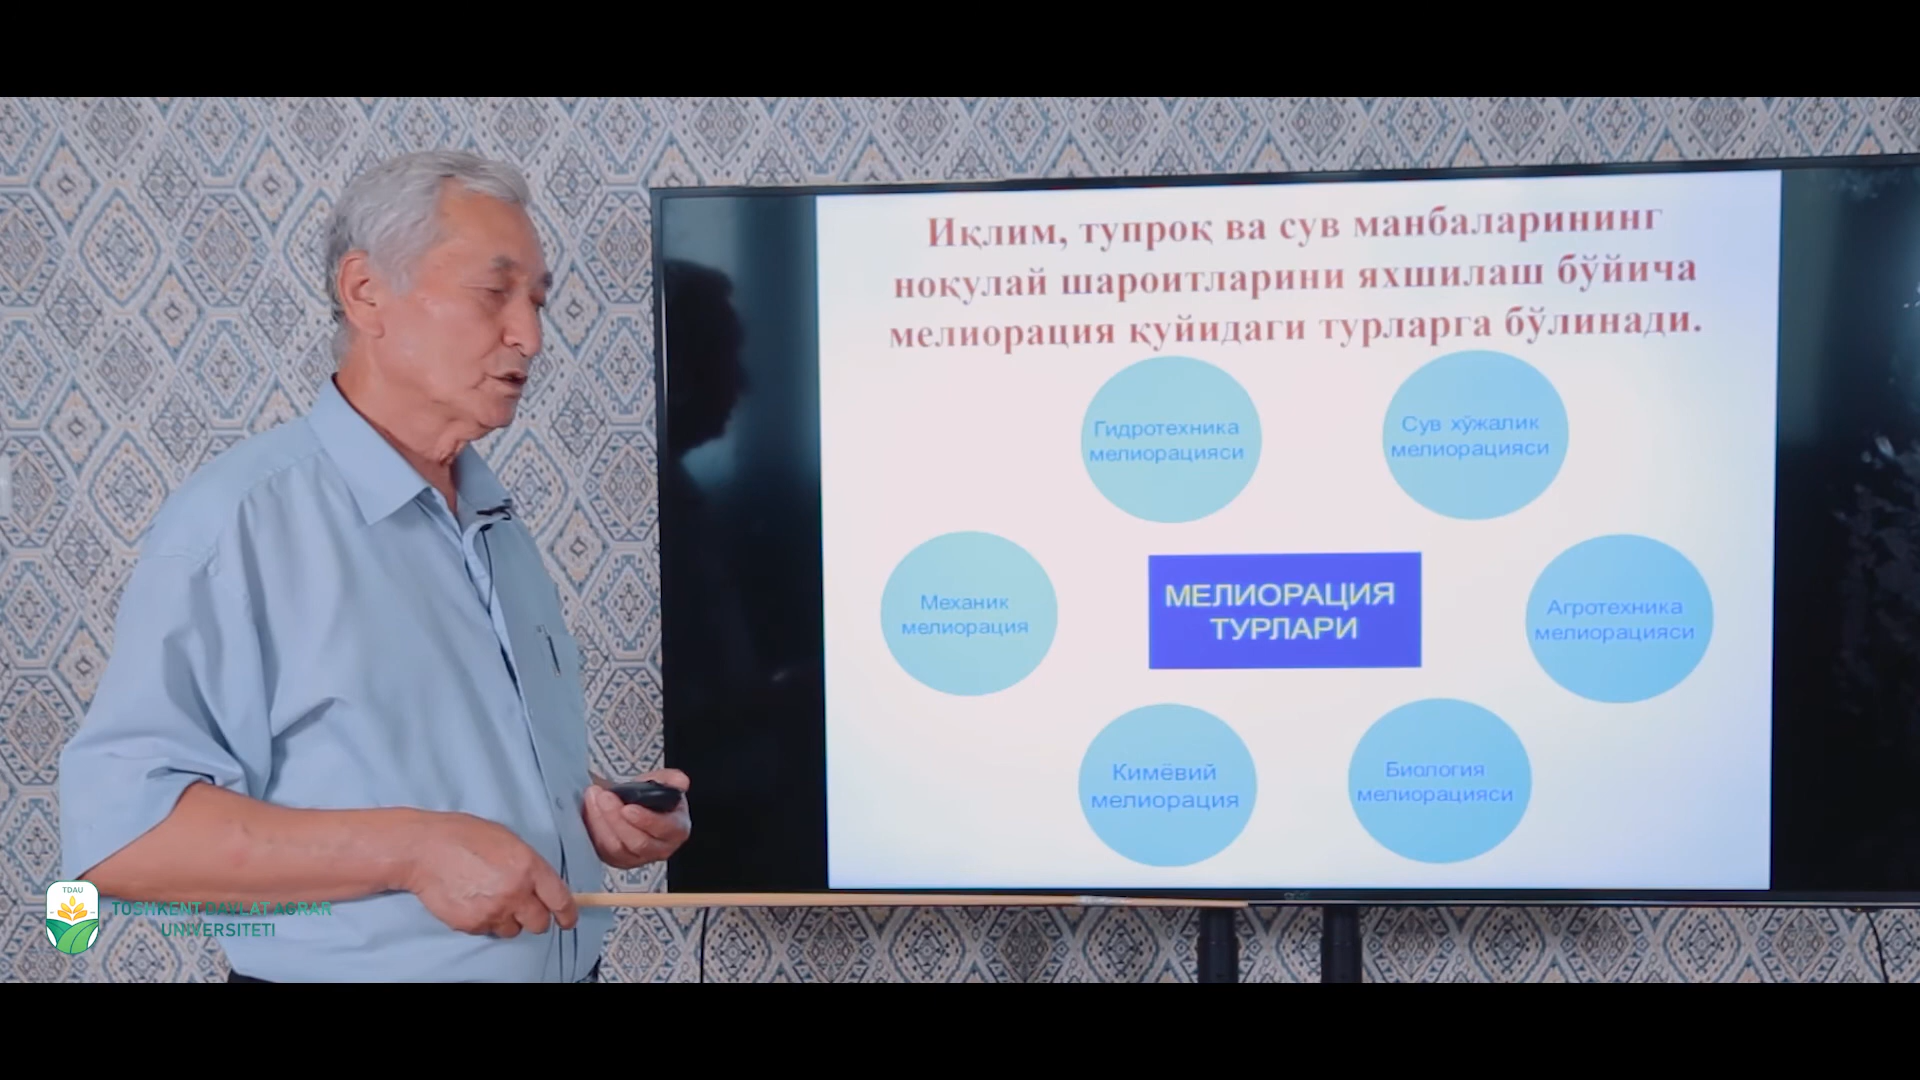 Иқлим, тупроқ ва сув манбаларининг
ноқулай шароитларини яхшилаш бўйича
мелиорация қуйидаги турларга бўлинади.
Гидротехника
мелиорацияси
Сув хўжалик
мелиорацияси
Механик
мелиорация
МЕЛИОРАЦИЯ
ТУРЛАРИ
Агротехника
мелиорацияси
Кимёвий
мелиорация
Биология
мелиорацияси
TDAU
TOSHKENT DAVLAT AGRAR
UNIVERSITETI